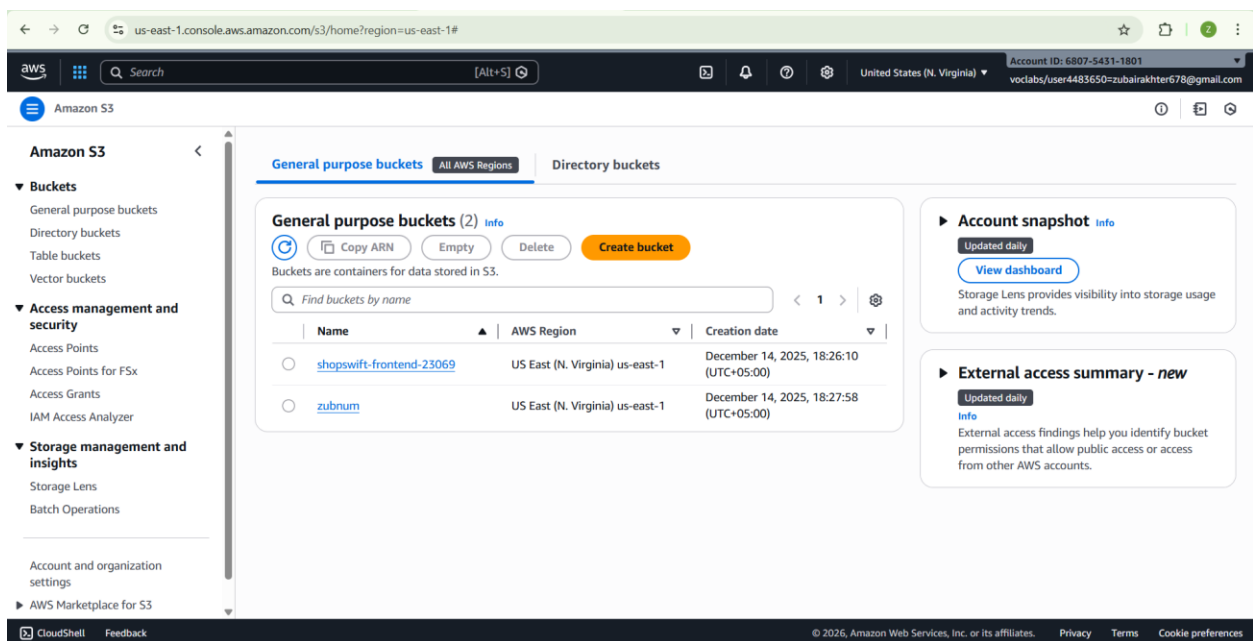 us-east-1.console.aws.amazon.com/s3/home?region=us-east-1#
Z
aws
Search
[Alt+S]
United States (N. Virginia)
Account ID: 6807-5431-1801
voclabs/user4483650=zubairakhter678@gmail.com
Amazon S3
Amazon S3
Buckets
General purpose buckets
Directory buckets
Table buckets
Vector buckets
Access management and
security
Access Points
Access Points for FSx
Access Grants
IAM Access Analyzer
Storage management and
insights
Storage Lens
Batch Operations
Account and organization
settings
AWS Marketplace for S3
General purpose buckets All AWS Regions Directory buckets
General purpose buckets (2) Info
Copy ARN Empty Delete Create bucket
Buckets are containers for data stored in S3.
Find buckets by name
1
Name AWS Region Creation date
shopswift-frontend-23069 US East (N. Virginia) us-east-1 December 14, 2025, 18:26:10
(UTC+05:00)
zubnum US East (N. Virginia) us-east-1 December 14, 2025, 18:27:58
(UTC+05:00)
Account snapshot Info
Updated daily
View dashboard
Storage Lens provides visibility into storage usage
and activity trends.
External access summary - new
Updated daily
Info
External access findings help you identify bucket
permissions that allow public access or access
from other AWS accounts.
CloudShell Feedback © 2026, Amazon Web Services, Inc. or its affiliates. Privacy Terms Cookie preferences